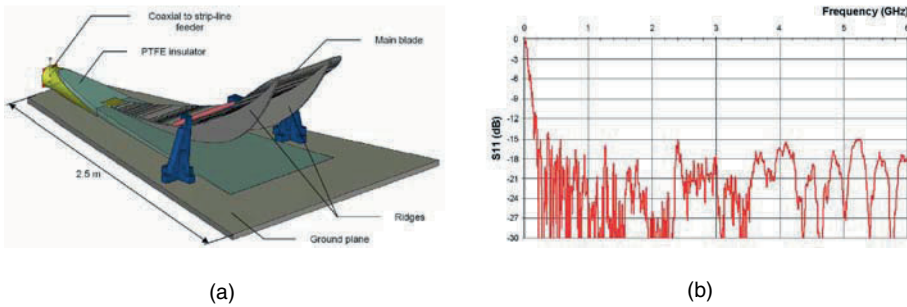 Coaxial to strip-line
feeder
PTFE insulator
Main blade
2.5 m
Ridges
Ground plane
(a)
Frequency (GHz)
0 1 2 3 4 5 6
S11 (dB)
0
-3
-6
-9
-12
-15
-18
-21
-24
-27
-30
(b)